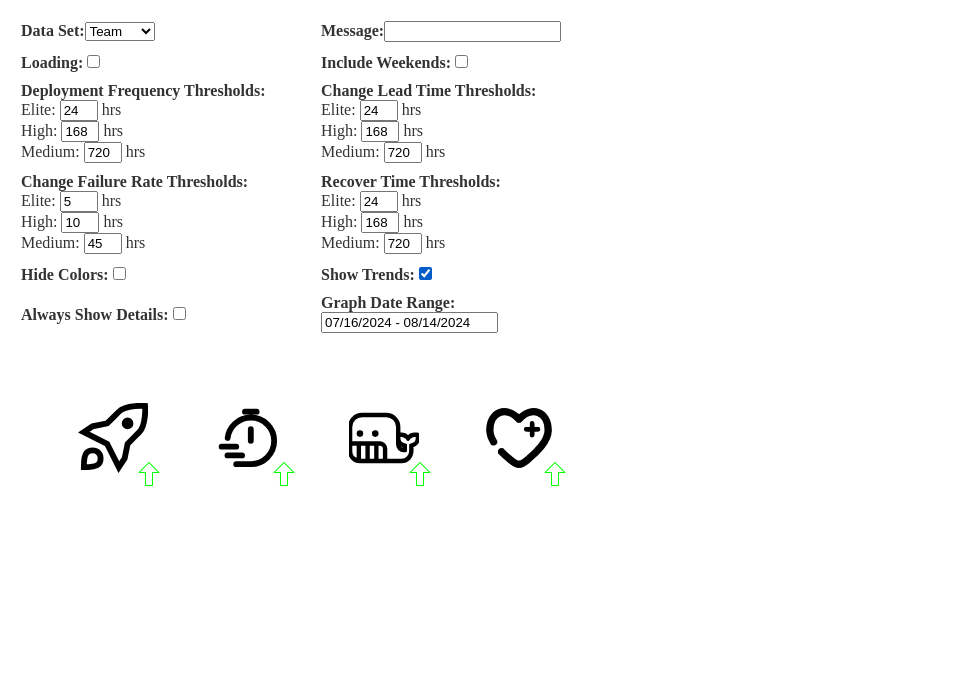 Data Set: Team
Message:
Loading:
Include Weekends:
Deployment Frequency Thresholds:
Elite: 24 hrs
High: 168 hrs
Medium: 720 hrs
Change Lead Time Thresholds:
Elite: 24 hrs
High: 168 hrs
Medium: 720 hrs
Change Failure Rate Thresholds:
Elite: 5 hrs
High: 10 hrs
Medium: 45 hrs
Recover Time Thresholds:
Elite: 24 hrs
High: 168 hrs
Medium: 720 hrs
Hide Colors:
Show Trends:
Always Show Details:
Graph Date Range:
07/16/2024 - 08/14/2024